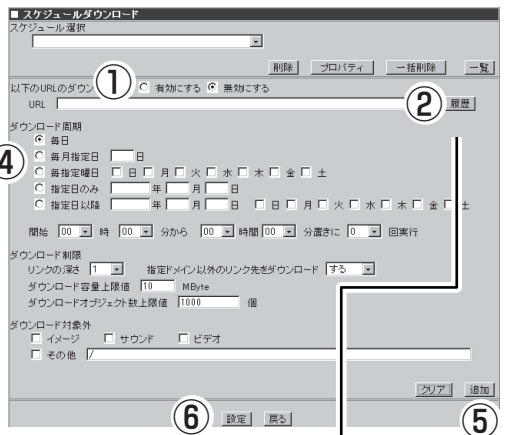 ■ スケジュールダウンロード
スケジュール選択
削除 プロパティ 一括削除 一覧
以下のURLのダウン ① 有効にする 無効にする
URL ② 履歴
ダウンロード周期
毎日
④ 毎月指定日 日
毎指定曜日 日 月 火 水 木 金 土
指定日のみ 年 月 日
指定日以降 年 月 日 日 月 火 水 木 金 土
開始 00 時 00 分から 00 時間 00 分置きに 0 回実行
ダウンロード制限
リンクの深さ 1 指定ドメイン以外のリンク先をダウンロード する
ダウンロード容量上限値 10 MByte
ダウンロードオブジェクト数上限値 1000 個
ダウンロード対象外
イメージ サウンド ビデオ
その他 /
クリア 追加
⑥ 設定 戻る ⑤